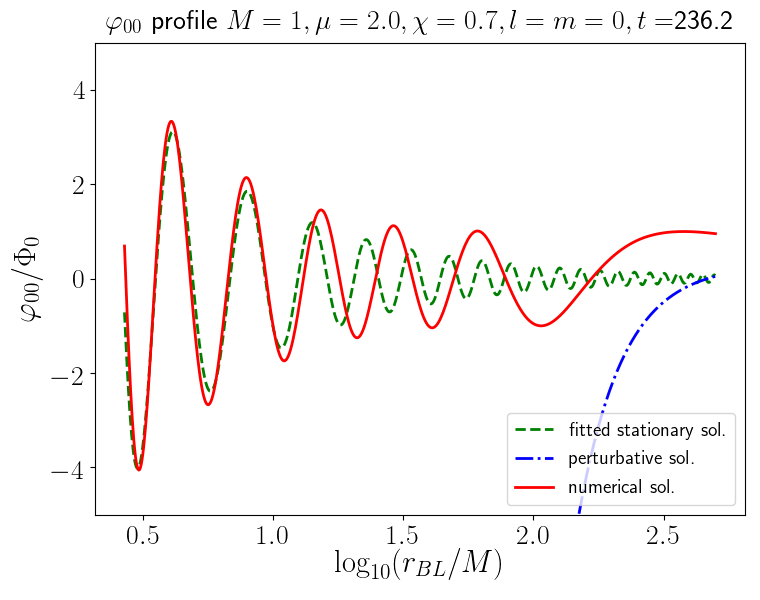 φ₀₀ profile M = 1, μ = 2.0, χ = 0.7, l = m = 0, t =236.2
φ₀₀/Φ₀
4
2
0
−2
−4
fitted stationary sol.
perturbative sol.
numerical sol.
0.5 1.0 1.5 2.0 2.5
log₁₀(r_BL/M)